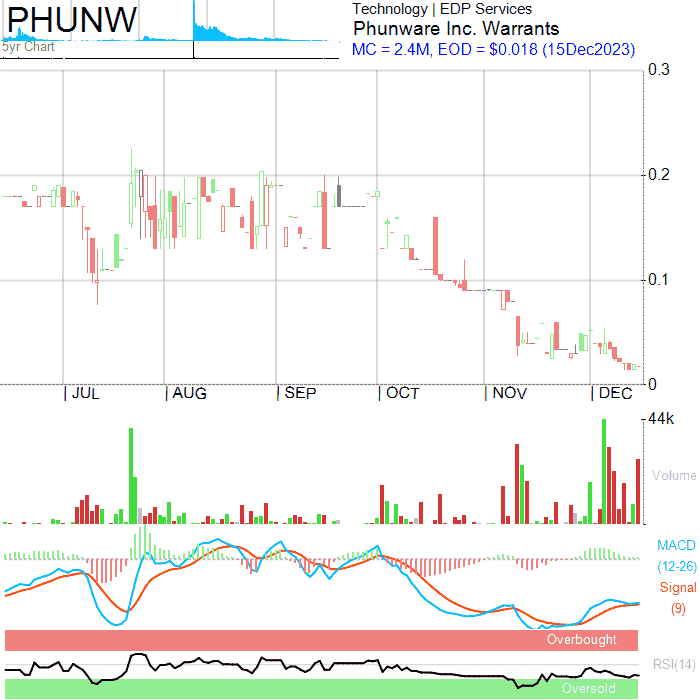 PHUNW
5yr Chart
Technology | EDP Services
Phunware Inc. Warrants
MC = 2.4M, EOD = $0.018 (15Dec2023)
0.3
0.2
0.1
0
| JUL | AUG | SEP | OCT | NOV | DEC
44k
Volume
MACD
(12-26)
Signal
(9)
Overbought
RSI(14)
Oversold